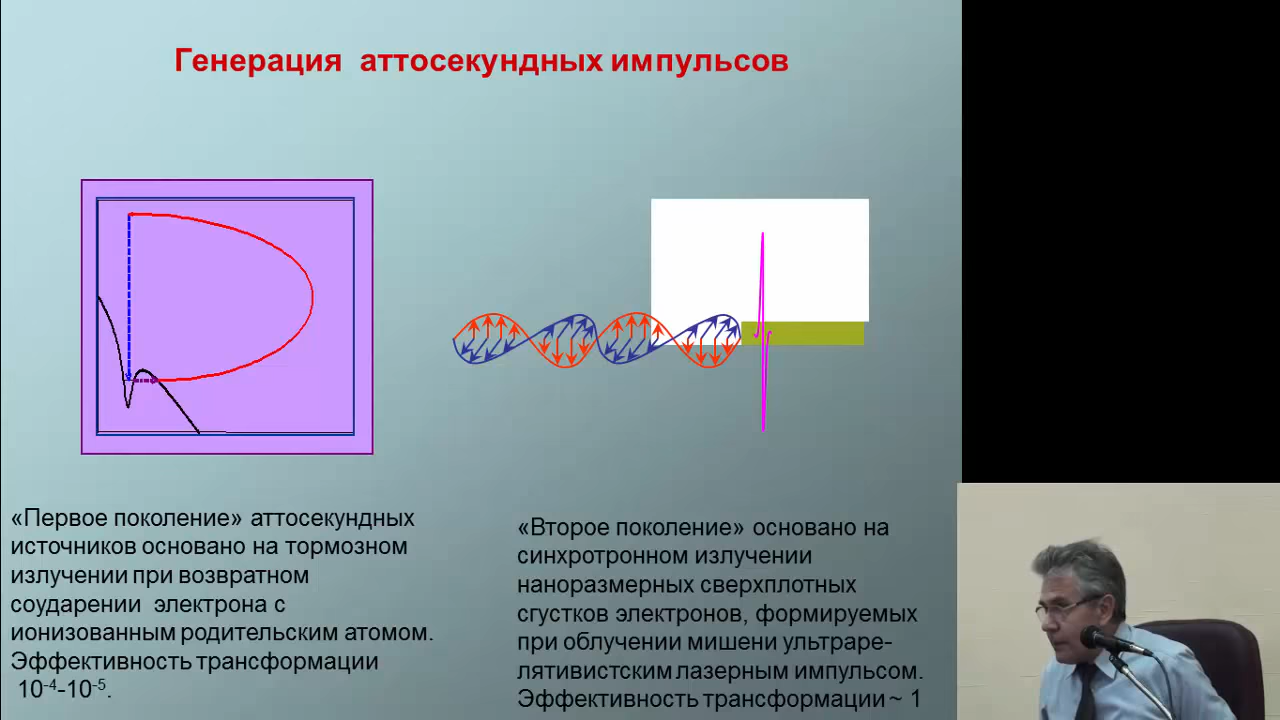 Генерация аттосекундных импульсов
«Первое поколение» аттосекундных
источников основано на тормозном
излучении при возвратном
соударении электрона с
ионизованным родительским атомом.
Эффективность трансформации
10⁻⁴-10⁻⁵.
«Второе поколение» основано на
синхротронном излучении
наноразмерных сверхплотных
сгустков электронов, формируемых
при облучении мишени ультраре-
лятивистским лазерным импульсом.
Эффективность трансформации ~ 1